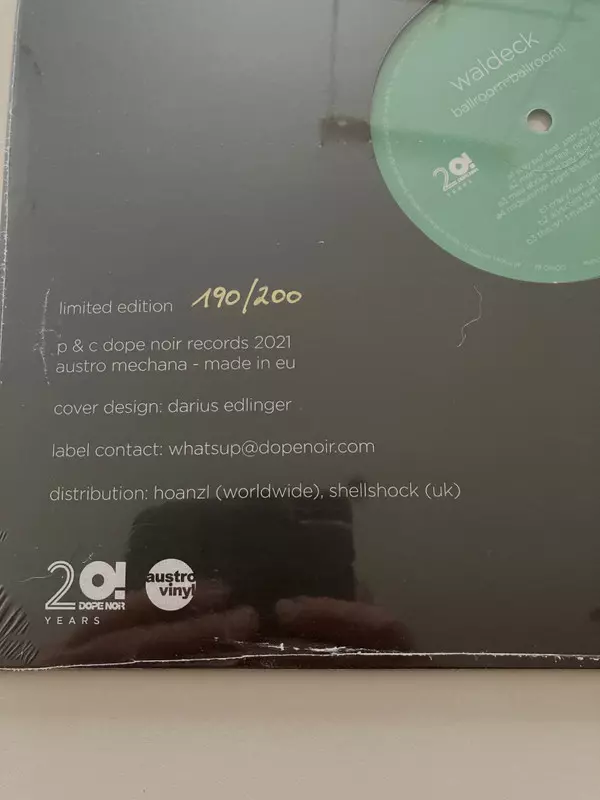 waldeck
ballroom-ballroom!
20!
YEARS
limited edition 190/200
p & c dope noir records 2021
austro mechana - made in eu
cover design: darius edlinger
label contact: whatsup@dopenoir.com
distribution: hoanzl (worldwide), shellshock (uk)
20!
DOPE NOIR
YEARS
austro
vinyl